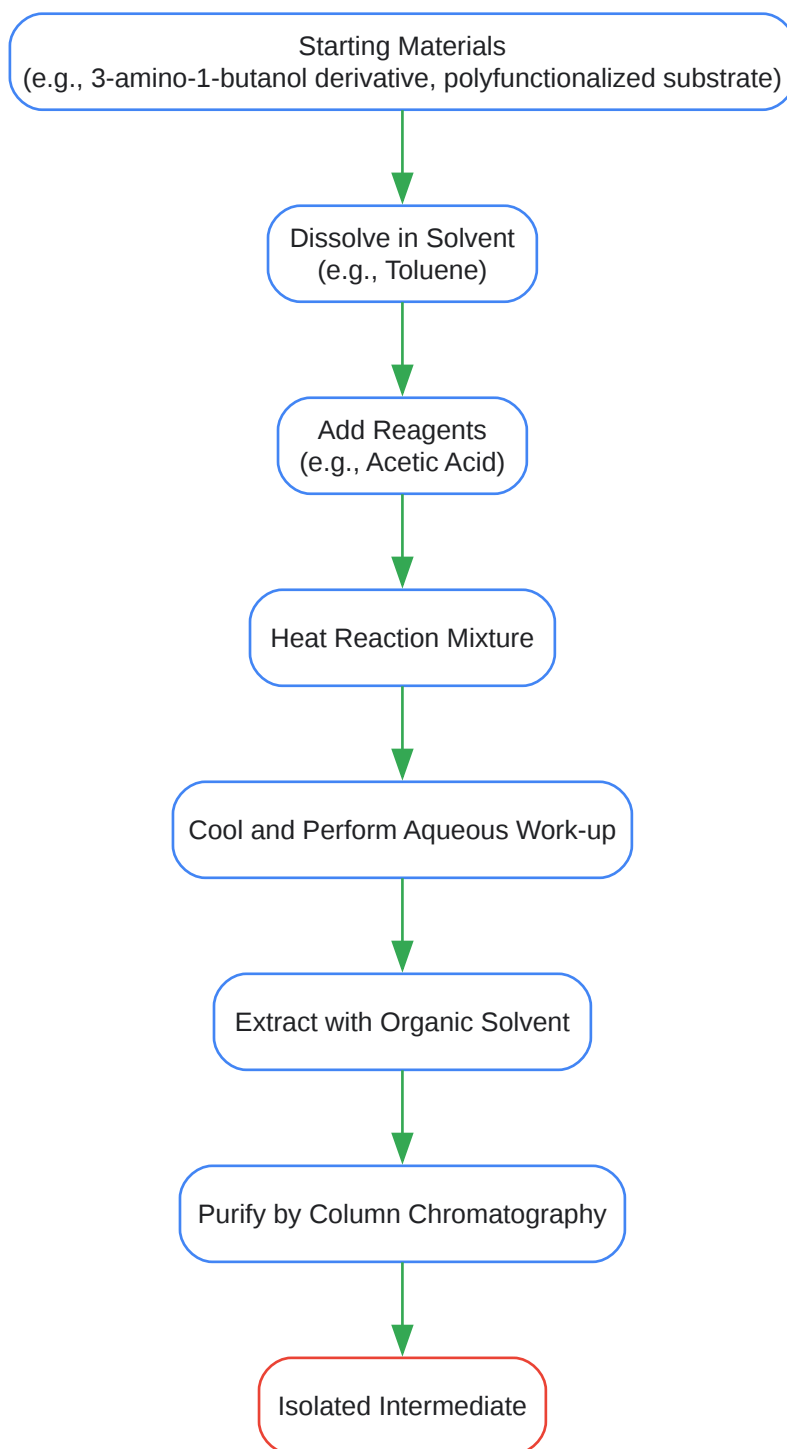 Starting Materials
(e.g., 3-amino-1-butanol derivative, polyfunctionalized substrate)
Dissolve in Solvent
(e.g., Toluene)
Add Reagents
(e.g., Acetic Acid)
Heat Reaction Mixture
Cool and Perform Aqueous Work-up
Extract with Organic Solvent
Purify by Column Chromatography
Isolated Intermediate